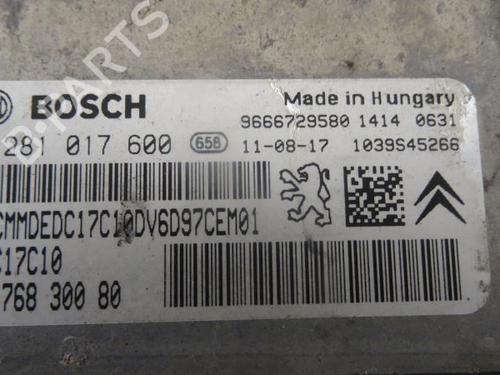 BOSCH
Made in Hungary
281 017 600 658
9666729580 1414 0631
11-08-17 1039S45266
CMMDEDC17C10DV6D97CEM01
C17C10
768 300 80
B-PARTS